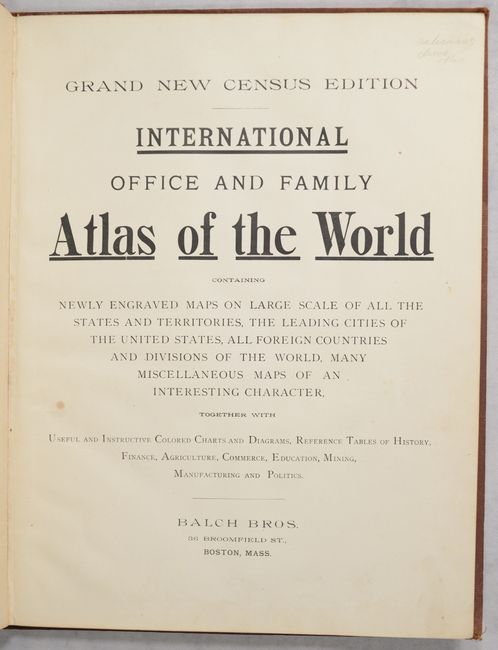 GRAND NEW CENSUS EDITION
INTERNATIONAL
OFFICE AND FAMILY
Atlas of the World
CONTAINING
NEWLY ENGRAVED MAPS ON LARGE SCALE OF ALL THE
STATES AND TERRITORIES, THE LEADING CITIES OF
THE UNITED STATES, ALL FOREIGN COUNTRIES
AND DIVISIONS OF THE WORLD, MANY
MISCELLANEOUS MAPS OF AN
INTERESTING CHARACTER,
TOGETHER WITH
USEFUL AND INSTRUCTIVE COLORED CHARTS AND DIAGRAMS, REFERENCE TABLES OF HISTORY,
FINANCE, AGRICULTURE, COMMERCE, EDUCATION, MINING,
MANUFACTURING AND POLITICS.
BALCH BROS.
36 BROOMFIELD ST.,
BOSTON, MASS.